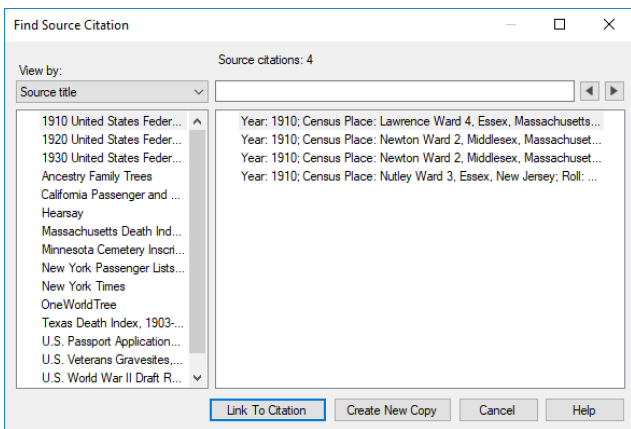 Find Source Citation
View by:
Source citations: 4
Source title
1910 United States Feder...
1920 United States Feder...
1930 United States Feder...
Ancestry Family Trees
California Passenger and ...
Hearsay
Massachusetts Death Ind...
Minnesota Cemetery Inscri...
New York Passenger Lists...
New York Times
OneWorldTree
Texas Death Index, 1903-...
U.S. Passport Application...
U.S. Veterans Gravesites,...
U.S. World War II Draft R...
Year: 1910; Census Place: Lawrence Ward 4, Essex, Massachusetts...
Year: 1910; Census Place: Newton Ward 2, Middlesex, Massachuset...
Year: 1910; Census Place: Newton Ward 2, Middlesex, Massachuset...
Year: 1910; Census Place: Nutley Ward 3, Essex, New Jersey; Roll: ...
Link To Citation
Create New Copy
Cancel
Help